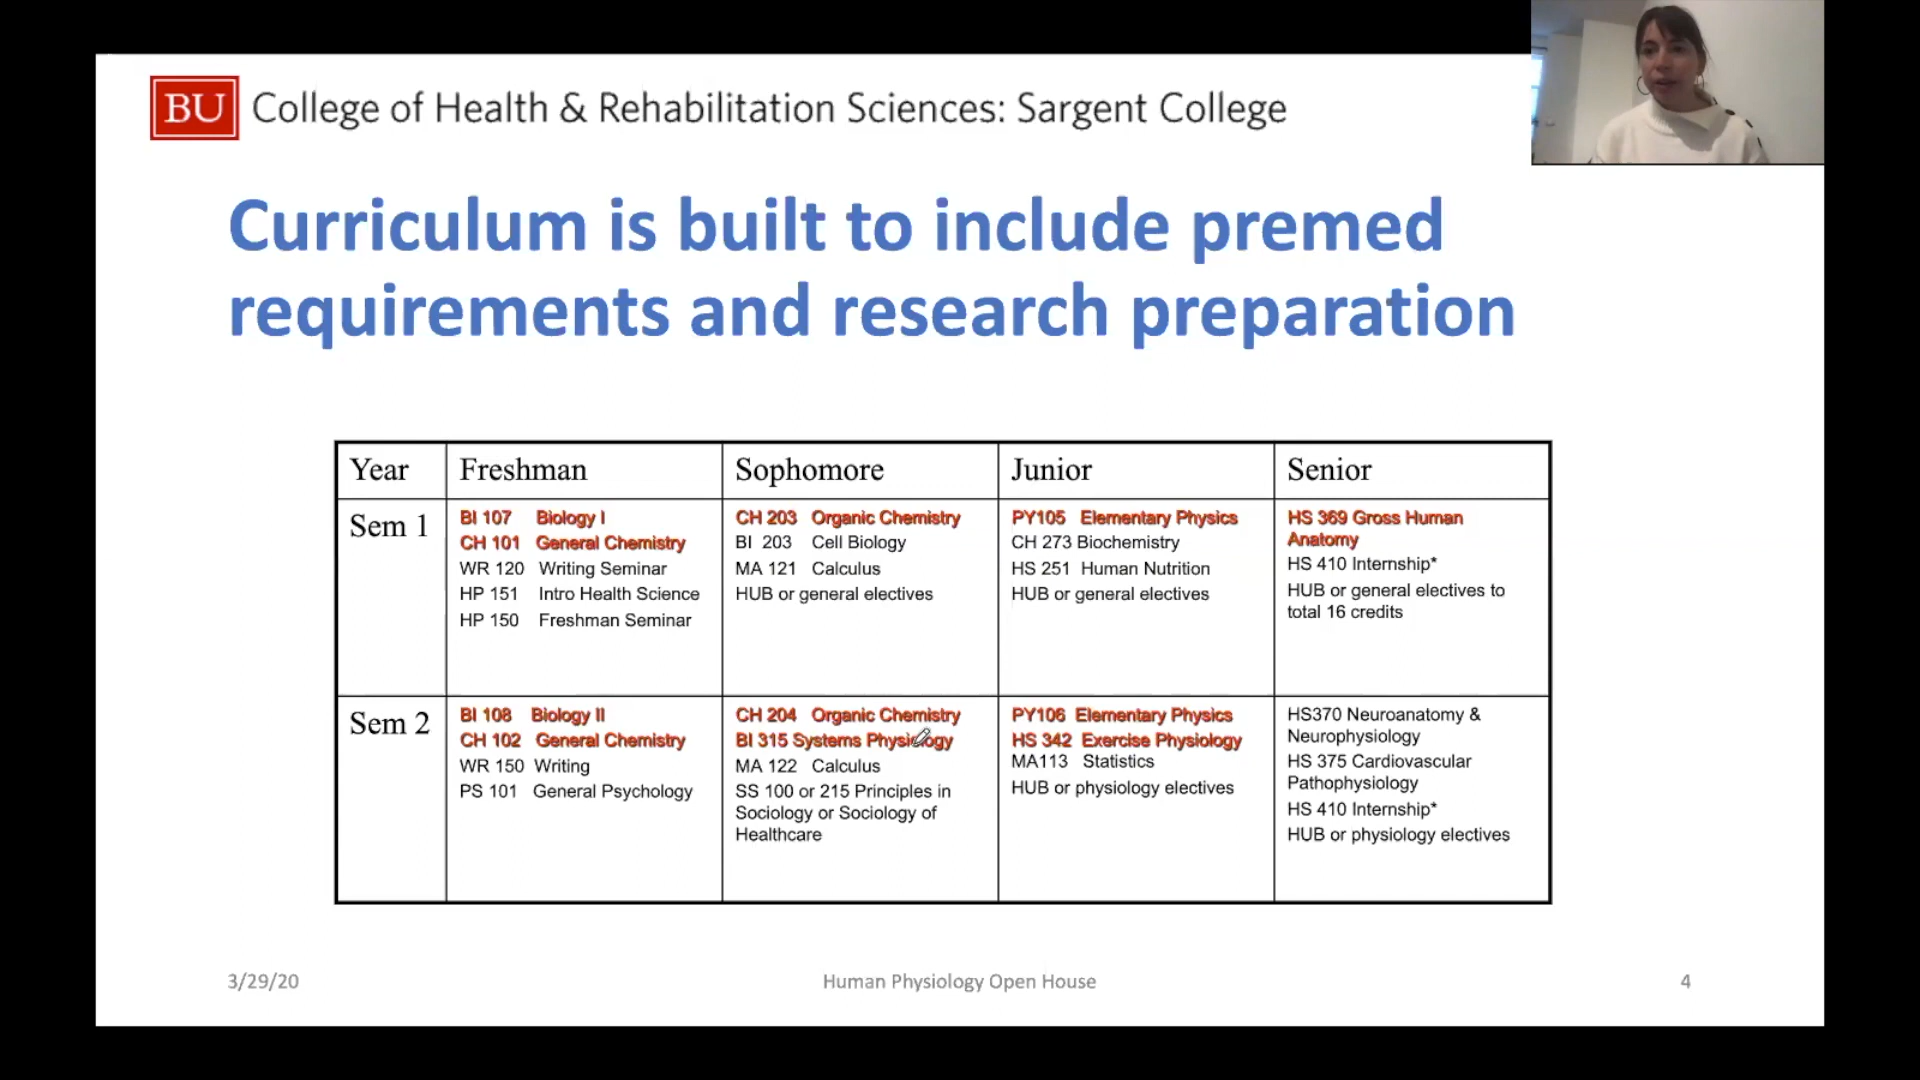 BU College of Health & Rehabilitation Sciences: Sargent College
Curriculum is built to include premed
requirements and research preparation
Year Freshman Sophomore Junior Senior
Sem 1
BI 107 Biology I
CH 101 General Chemistry
WR 120 Writing Seminar
HP 151 Intro Health Science
HP 150 Freshman Seminar
CH 203 Organic Chemistry
BI 203 Cell Biology
MA 121 Calculus
HUB or general electives
PY105 Elementary Physics
CH 273 Biochemistry
HS 251 Human Nutrition
HUB or general electives
HS 369 Gross Human
Anatomy
HS 410 Internship*
HUB or general electives to
total 16 credits
Sem 2
BI 108 Biology II
CH 102 General Chemistry
WR 150 Writing
PS 101 General Psychology
CH 204 Organic Chemistry
BI 315 Systems Physiology
MA 122 Calculus
SS 100 or 215 Principles in
Sociology or Sociology of
Healthcare
PY106 Elementary Physics
HS 342 Exercise Physiology
MA113 Statistics
HUB or physiology electives
HS370 Neuroanatomy &
Neurophysiology
HS 375 Cardiovascular
Pathophysiology
HS 410 Internship*
HUB or physiology electives
3/29/20 Human Physiology Open House 4